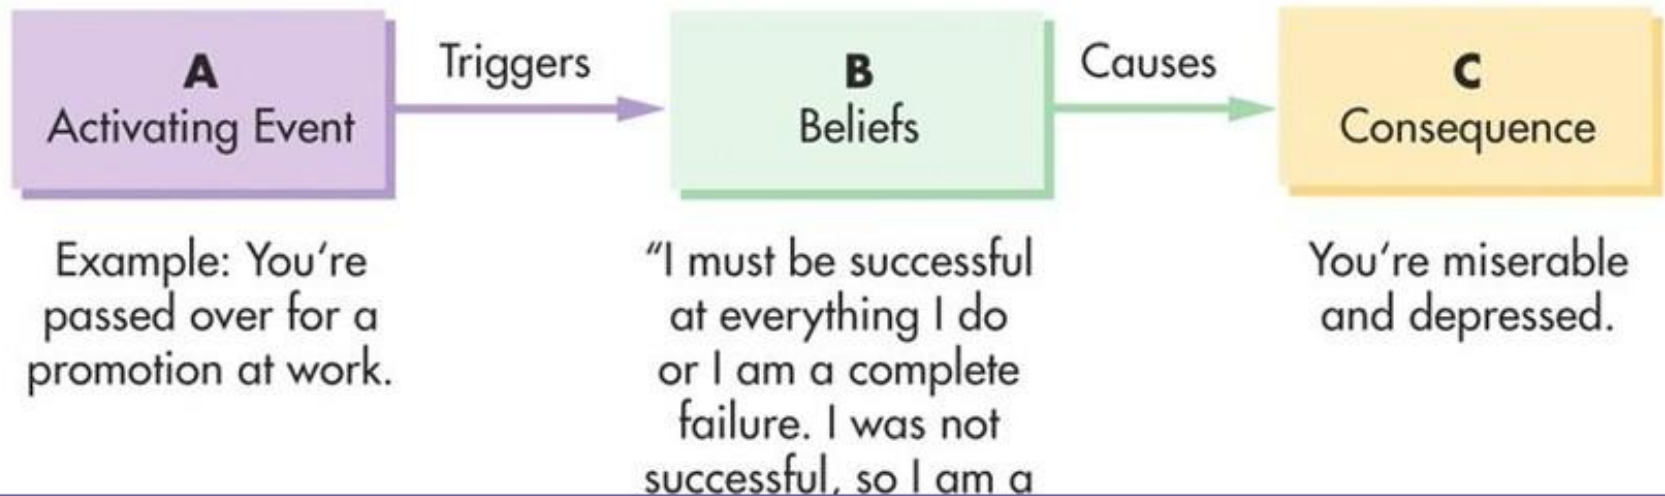 A
Activating Event
Triggers
B
Beliefs
Causes
C
Consequence
Example: You‘re
passed over for a
promotion at work.
“I must be successful
at everything I do
or I am a complete
failure. I was not
successful, so I am a
You‘re miserable
and depressed.